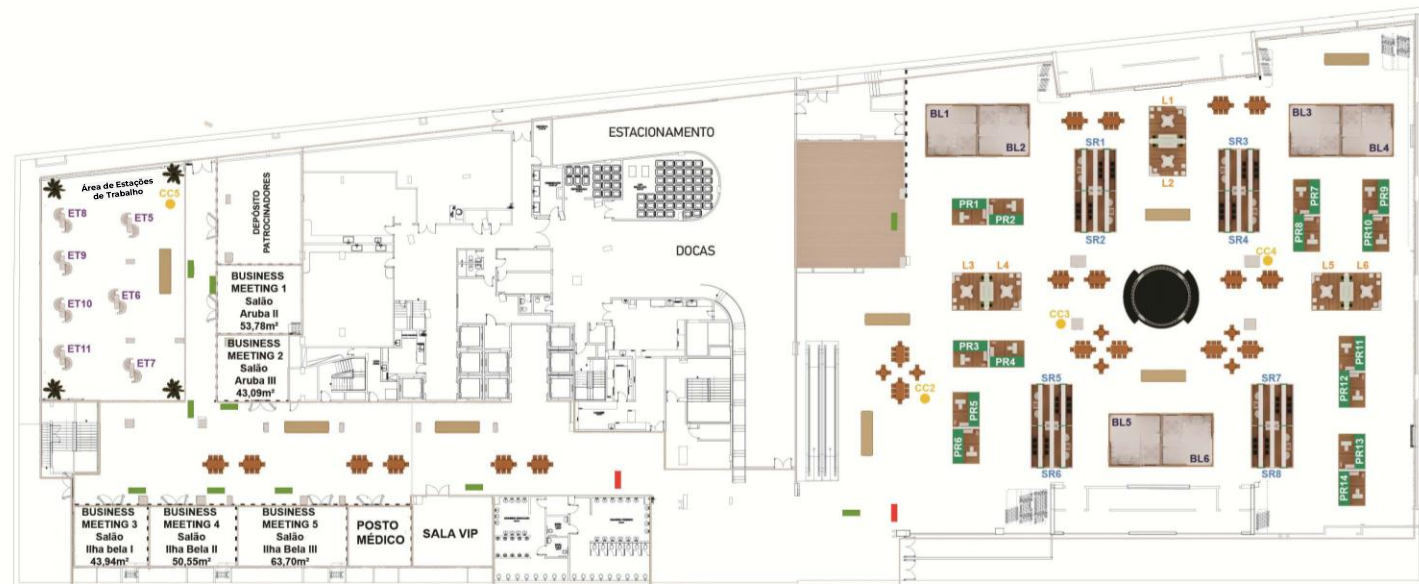 Área de Estações
de Trabalho
CC5
ET8
ET5
ET9
ET10
ET6
ET11
ET7
DEPÓSITO
PATROCINADORES
BUSINESS
MEETING 1
Salão
Aruba II
53,78m²
BUSINESS
MEETING 2
Salão
Aruba III
43,09m²
BUSINESS
MEETING 3
Salão
Ilha bela I
43,94m²
BUSINESS
MEETING 4
Salão
Ilha Bela II
50,55m²
BUSINESS
MEETING 5
Salão
Ilha Bela III
63,70m²
POSTO
MÉDICO
SALA VIP
ESTACIONAMENTO
DOCAS
BL1
BL2
L1
L2
BL3
BL4
SR1
SR2
SR3
SR4
PR1
PR2
PR7
PR8
PR9
PR10
L3
L4
CC4
L5
L6
CC3
PR3
PR4
CC2
PR5
PR6
SR5
SR6
BL5
BL6
SR7
SR8
PR11
PR12
PR13
PR14